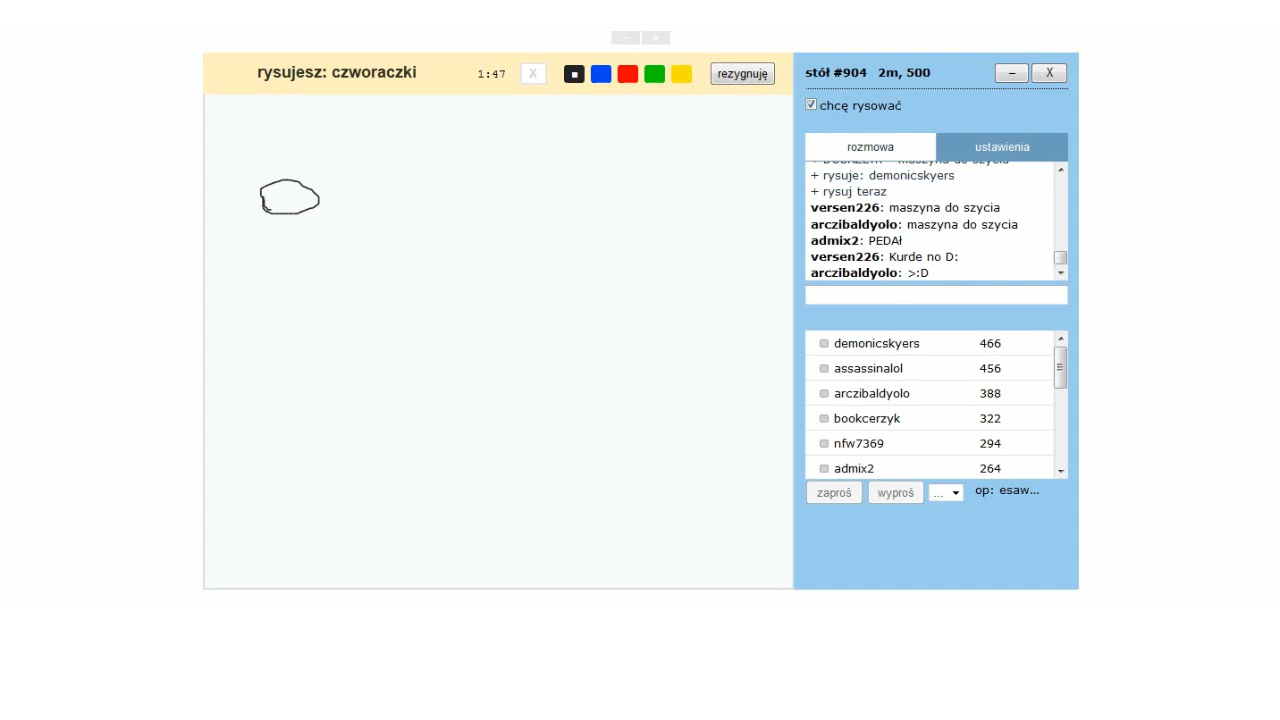 rysujesz: czworaczki
1:47
X
rezygnuję
stół #904 2m, 500
– X
chcę rysować
rozmowa
ustawienia
+ rysuje: demonicskyers
+ rysuj teraz
versen226: maszyna do szycia
arczibaldyolo: maszyna do szycia
admix2: PEDAł
versen226: Kurde no D:
arczibaldyolo: >:D
demonicskyers 466
assassinalol 456
arczibaldyolo 388
bookcerzyk 322
nfw7369 294
admix2 264
zaproś
wyproś
...
op: esaw...